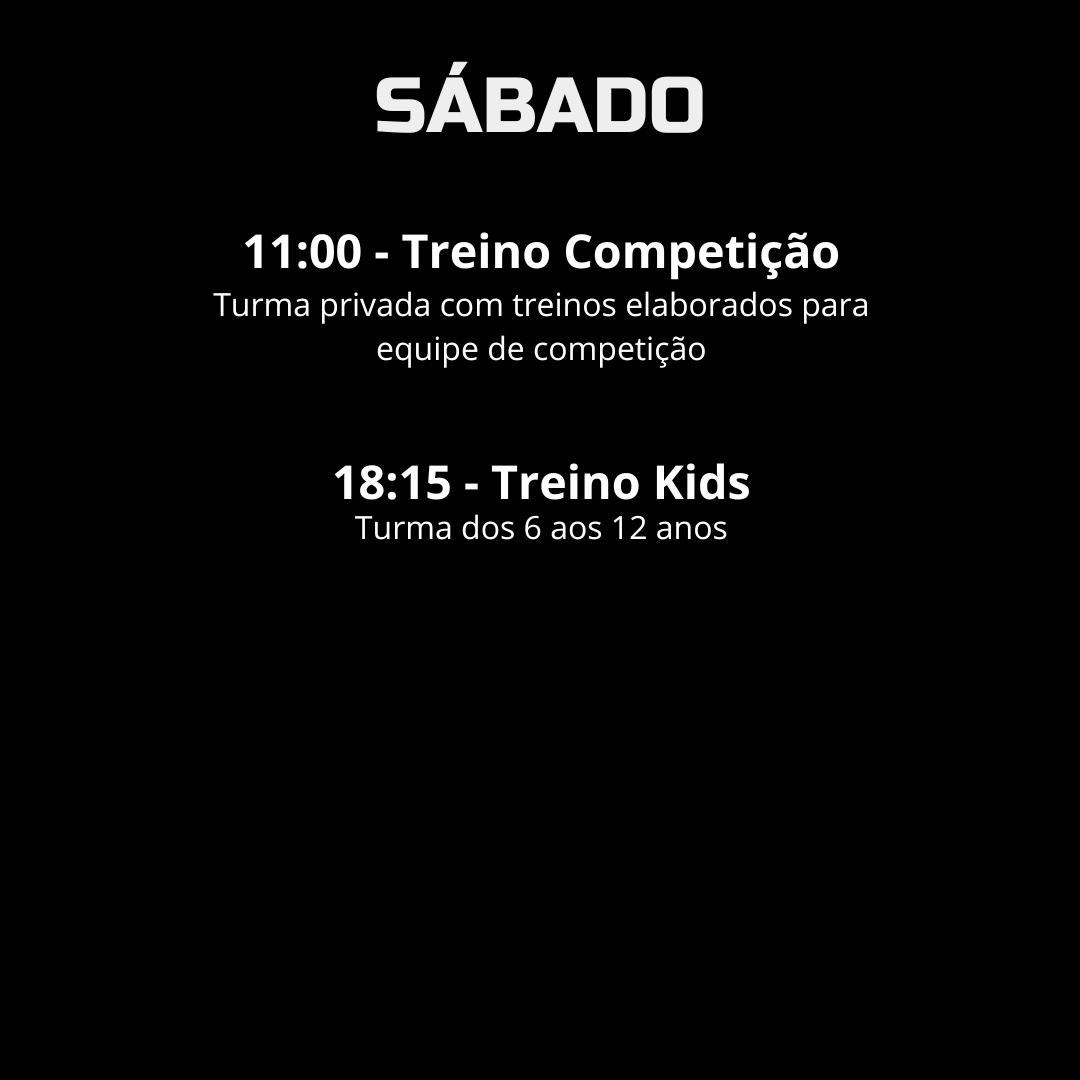 SÁBADO
11:00 - Treino Competição
Turma privada com treinos elaborados para
equipe de competição
18:15 - Treino Kids
Turma dos 6 aos 12 anos